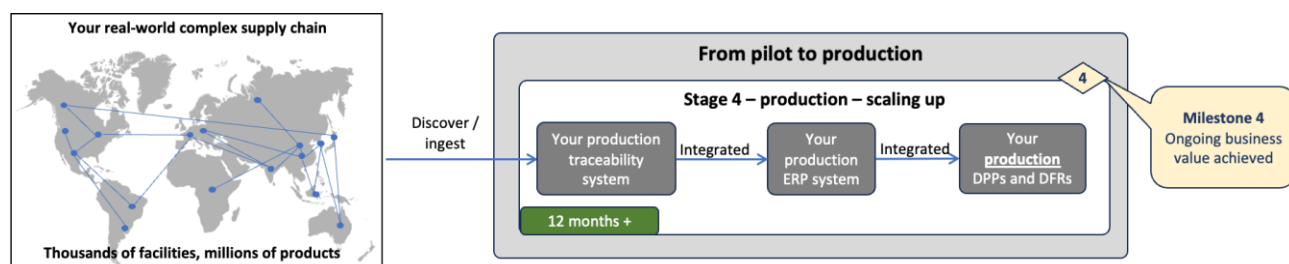 Your real-world complex supply chain
Thousands of facilities, millions of products
Discover /
ingest
From pilot to production
Stage 4 – production – scaling up
Your production
traceability
system
Integrated
Your
production
ERP system
Integrated
Your
production
DPPs and DFRs
12 months +
4
Milestone 4
Ongoing business
value achieved